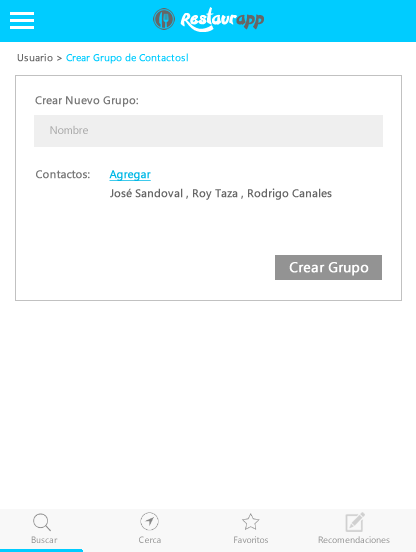 Restaurapp
Usuario > Crear Grupo de Contactosl
Crear Nuevo Grupo:
Nombre
Contactos: Agregar
José Sandoval , Roy Taza , Rodrigo Canales
Crear Grupo
Buscar Cerca Favoritos Recomendaciones